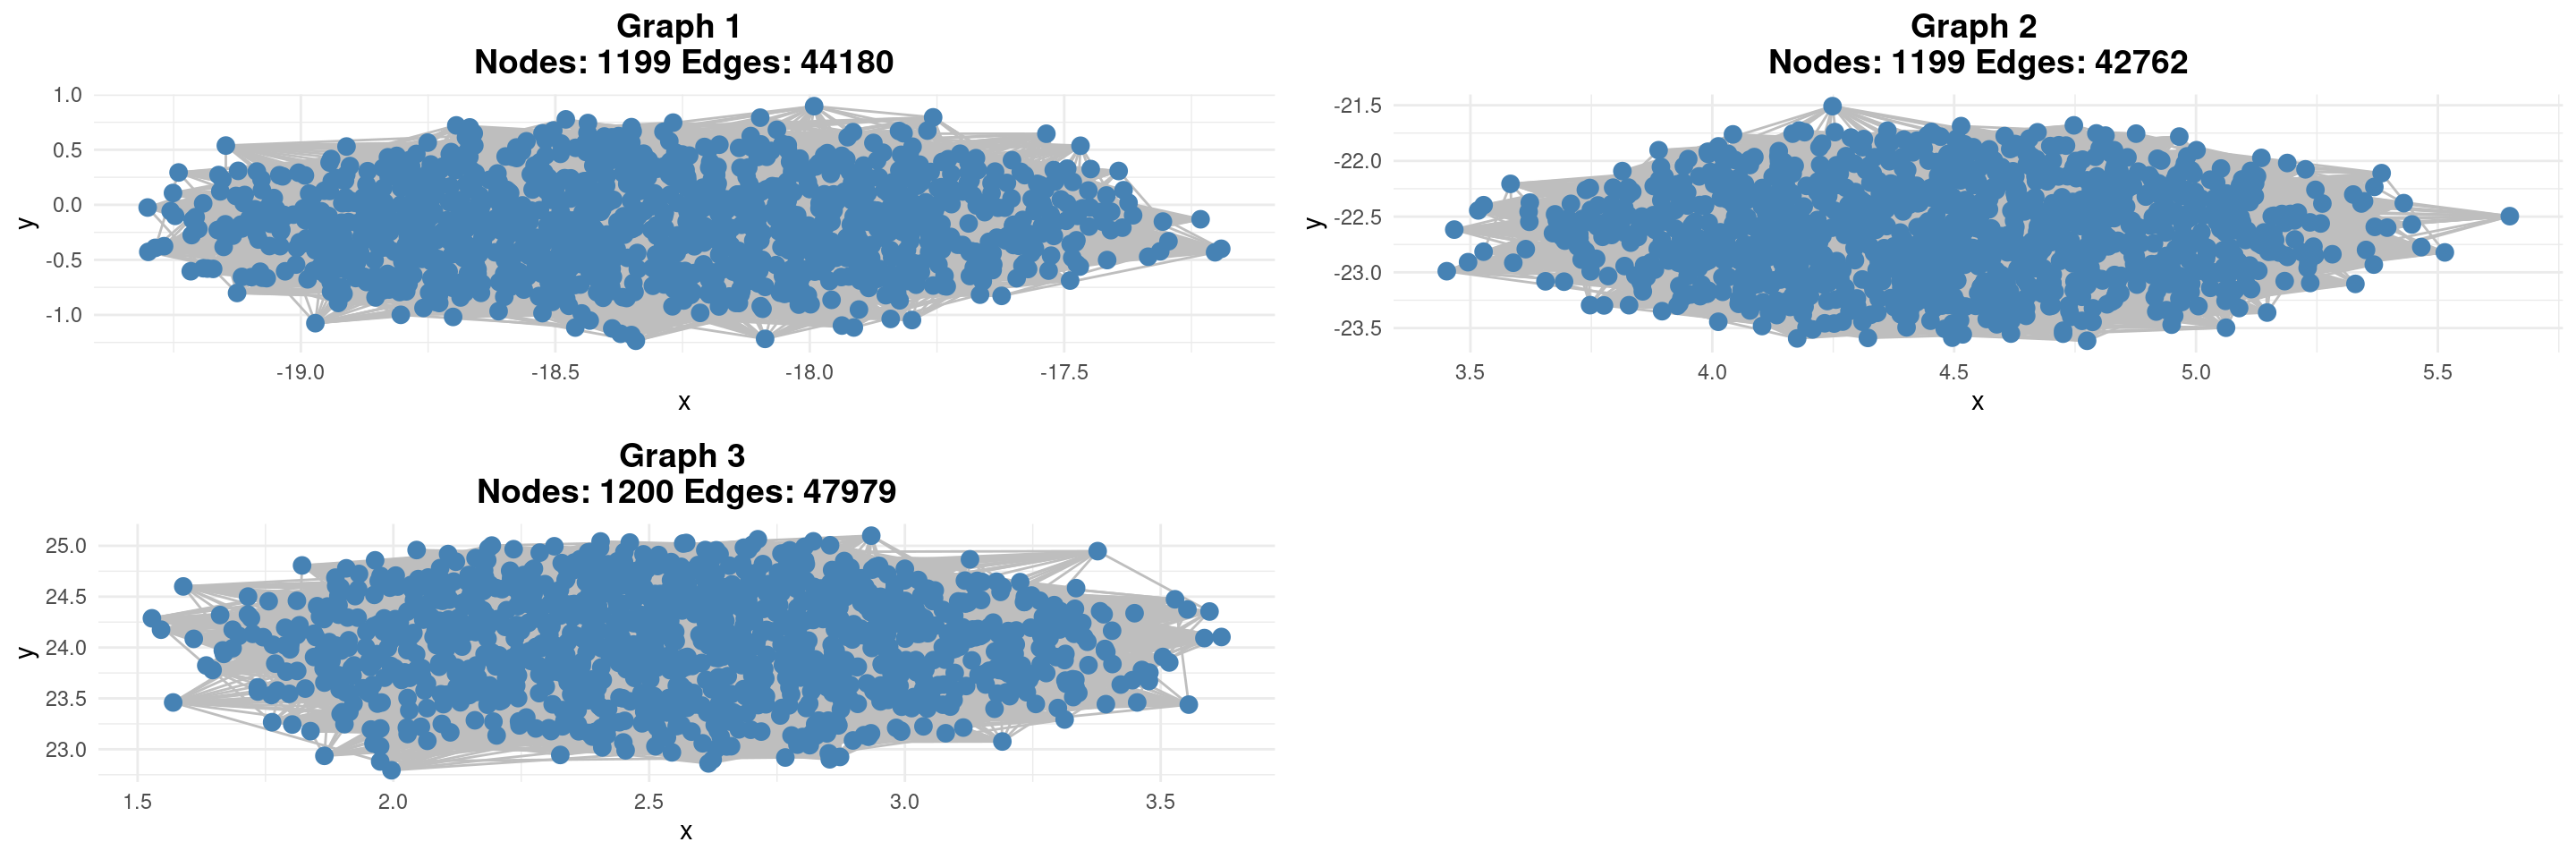 Graph 1
Nodes: 1199 Edges: 44180
1.0
0.5
0.0
-0.5
-1.0
y
-19.0 -18.5 -18.0 -17.5
x
Graph 2
Nodes: 1199 Edges: 42762
-21.5
-22.0
-22.5
-23.0
-23.5
y
3.5 4.0 4.5 5.0 5.5
x
Graph 3
Nodes: 1200 Edges: 47979
25.0
24.5
24.0
23.5
23.0
y
1.5 2.0 2.5 3.0 3.5
x